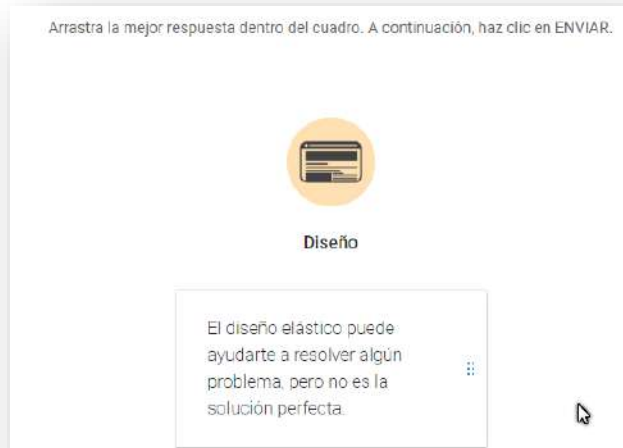 Arrastra la mejor respuesta dentro del cuadro. A continuación, haz clic en ENVIAR.
Diseño
El diseño elástico puede
ayudarte a resolver algún
problema, pero no es la
solución perfecta.